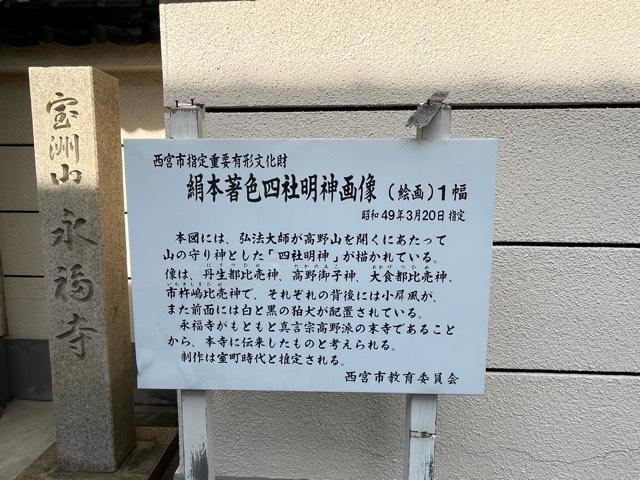 宝洲山永福寺
西宮市指定重要有形文化財
絹本著色四社明神画像(絵画)1幅
昭和49年3月20日指定
本図には、弘法大師が高野山を開くにあたって
山の守り神とした「四社明神」が描かれている。
像は、丹生都比売神、高野御子神、大食都比売神、
市杵嶋比売神で、それぞれの背後には小屏風が、
また前面には白と黒の狛犬が配置されている。
永福寺がもともと真言宗高野派の末寺であること
から、本寺に伝来したものと考えられる。
制作は室町時代と推定される。
西宮市教育委員会